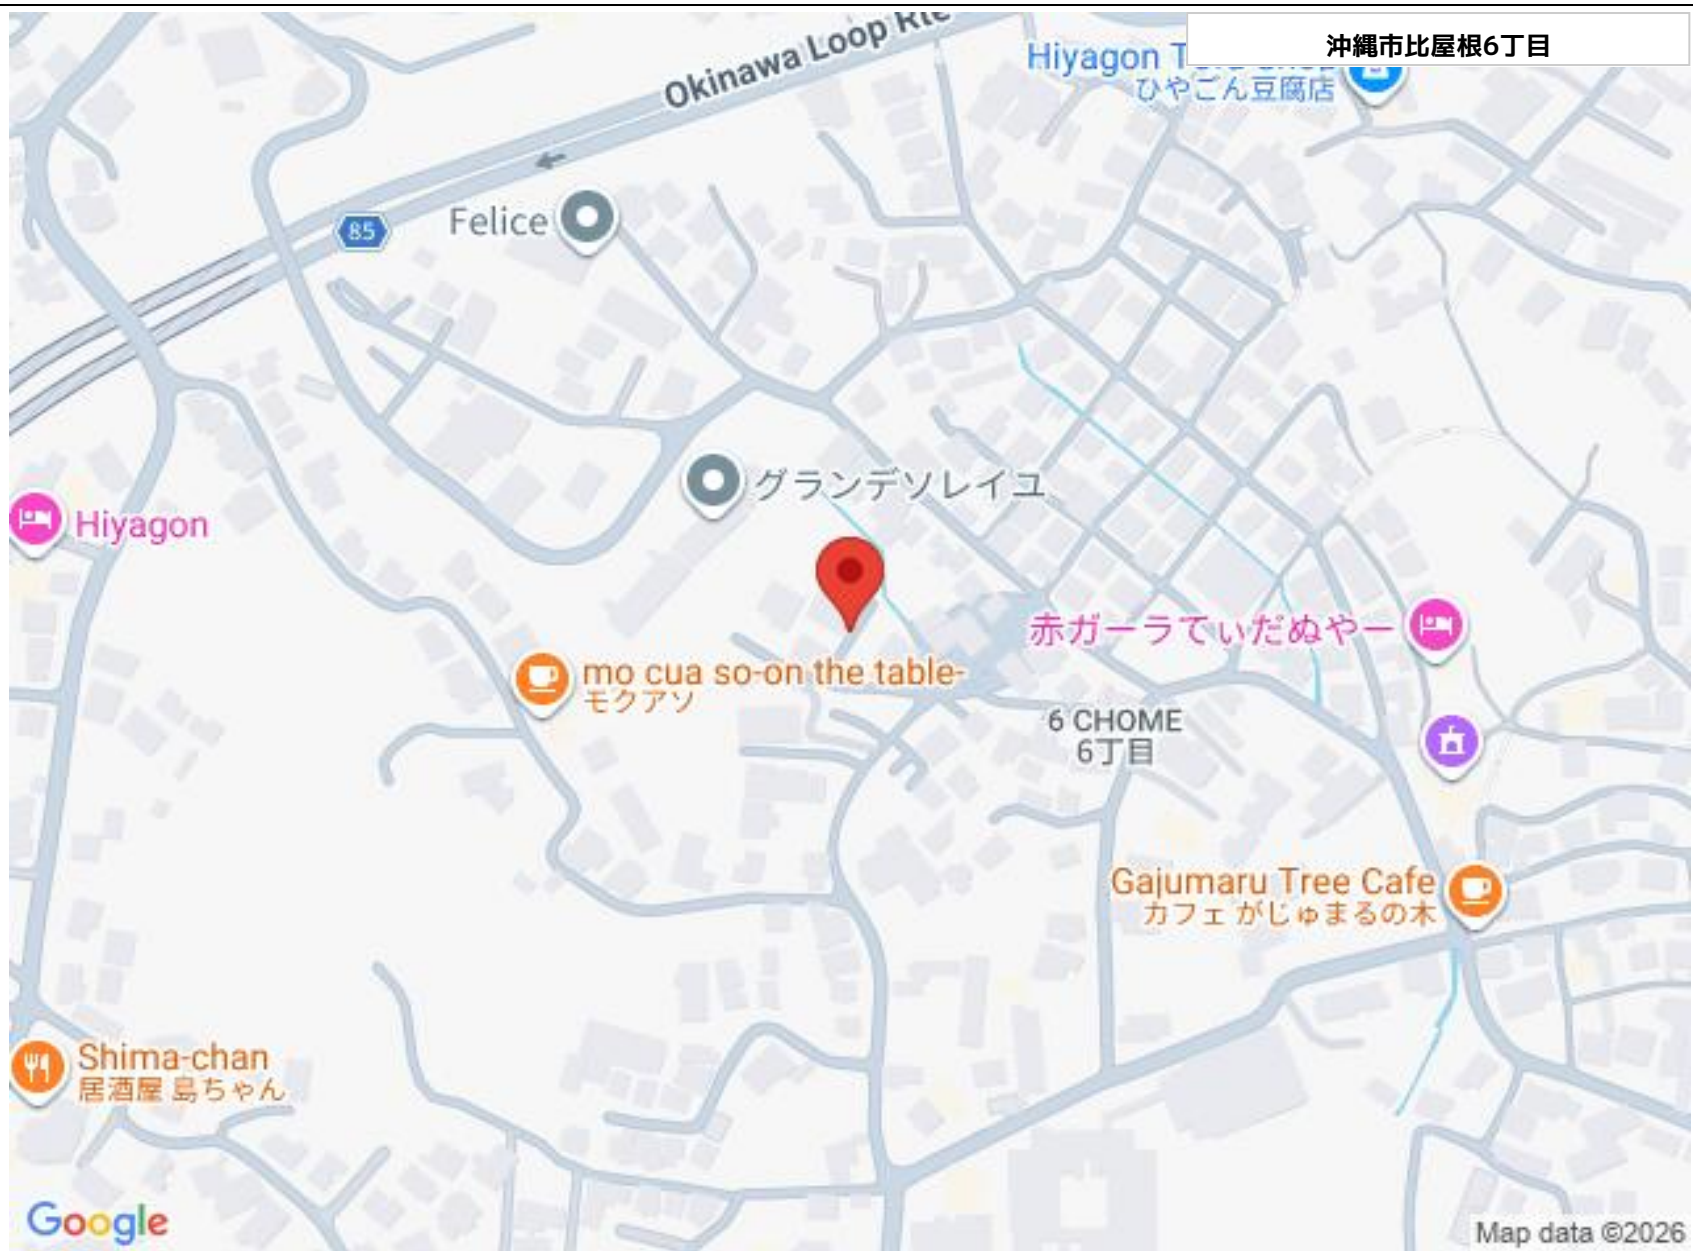 沖縄市比屋根6丁目
Okinawa Loop Rte
Hiyagon
ひやごん豆腐店
85
Felice
グランデソレイユ
Hiyagon
赤ガーラてぃだぬやー
mo cua so-on the table-
モクアソ
6 CHOME
6丁目
Gajumaru Tree Cafe
カフェ がじゅまるの木
Shima-chan
居酒屋 島ちゃん
Google
Map data ©2026